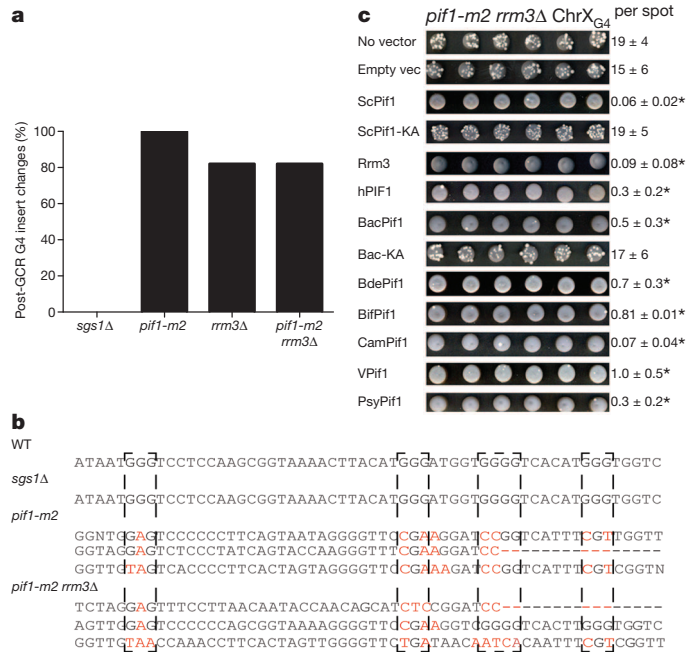 a
Post-GCR G4 insert changes (%)
100
80
60
40
20
0
sgs1Δ
pif1-m2
rrm3Δ
pif1-m2
rrm3Δ
c
pif1-m2 rrm3Δ ChrX_G4 per spot
No vector 19 ± 4
Empty vec 15 ± 6
ScPif1 0.06 ± 0.02*
ScPif1-KA 19 ± 5
Rrm3 0.09 ± 0.08*
hPIF1 0.3 ± 0.2*
BacPif1 0.5 ± 0.3*
Bac-KA 17 ± 6
BdePif1 0.7 ± 0.3*
BifPif1 0.81 ± 0.01*
CamPif1 0.07 ± 0.04*
VPif1 1.0 ± 0.5*
PsyPif1 0.3 ± 0.2*
b
WT
ATAATGGGTCCTCCAAGCGGTAAAACTTACATGGGATGGTGGGGTCACATGGGTGGTC
sgs1Δ
ATAATGGGTCCTCCAAGCGGTAAAACTTACATGGGATGGTGGGGTCACATGGGTGGTC
pif1-m2
GGNTGGAGTCCCCCCTTCAGTAATAGGGGTTCCGAAGGATCCGGTCATTTCGTTGGTT
GGTAGGAGTCTCCCTATCAGTACCAAGGGTTTCGAAGGATCC----------------
GGTTGTAGTCACCCCTTCACTAGTGGGGTTCCGAAAGATCCGGTCATTTCGTCGGTN
pif1-m2 rrm3Δ
TCTAGGAGTTTCCTTAACAATACCAACAGCATCTCCGGATCC----------------
AGTTGGAGTCCCCCCAGCGGTAAAAGGGGTTCCGAAGGTGGGGTCACTTGGGTGGTC
GGTTGTAACCAAACCTTCACTAGTTGGGGTTCTGATAACAATCACAATTTCGTCGGTT